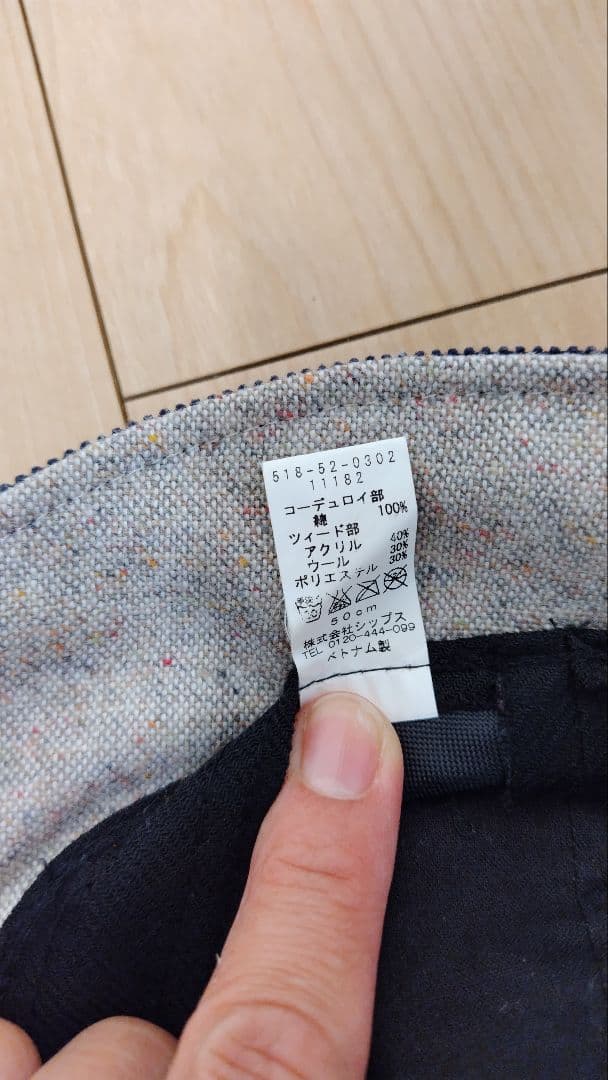 518-52-0302
11182
コーデュロイ部
綿 100%
ツィード部
アクリル 40%
ウール 30%
ポリエステル 30%
50cm
株式会社シップス
TEL 0120-444-099
ベトナム製